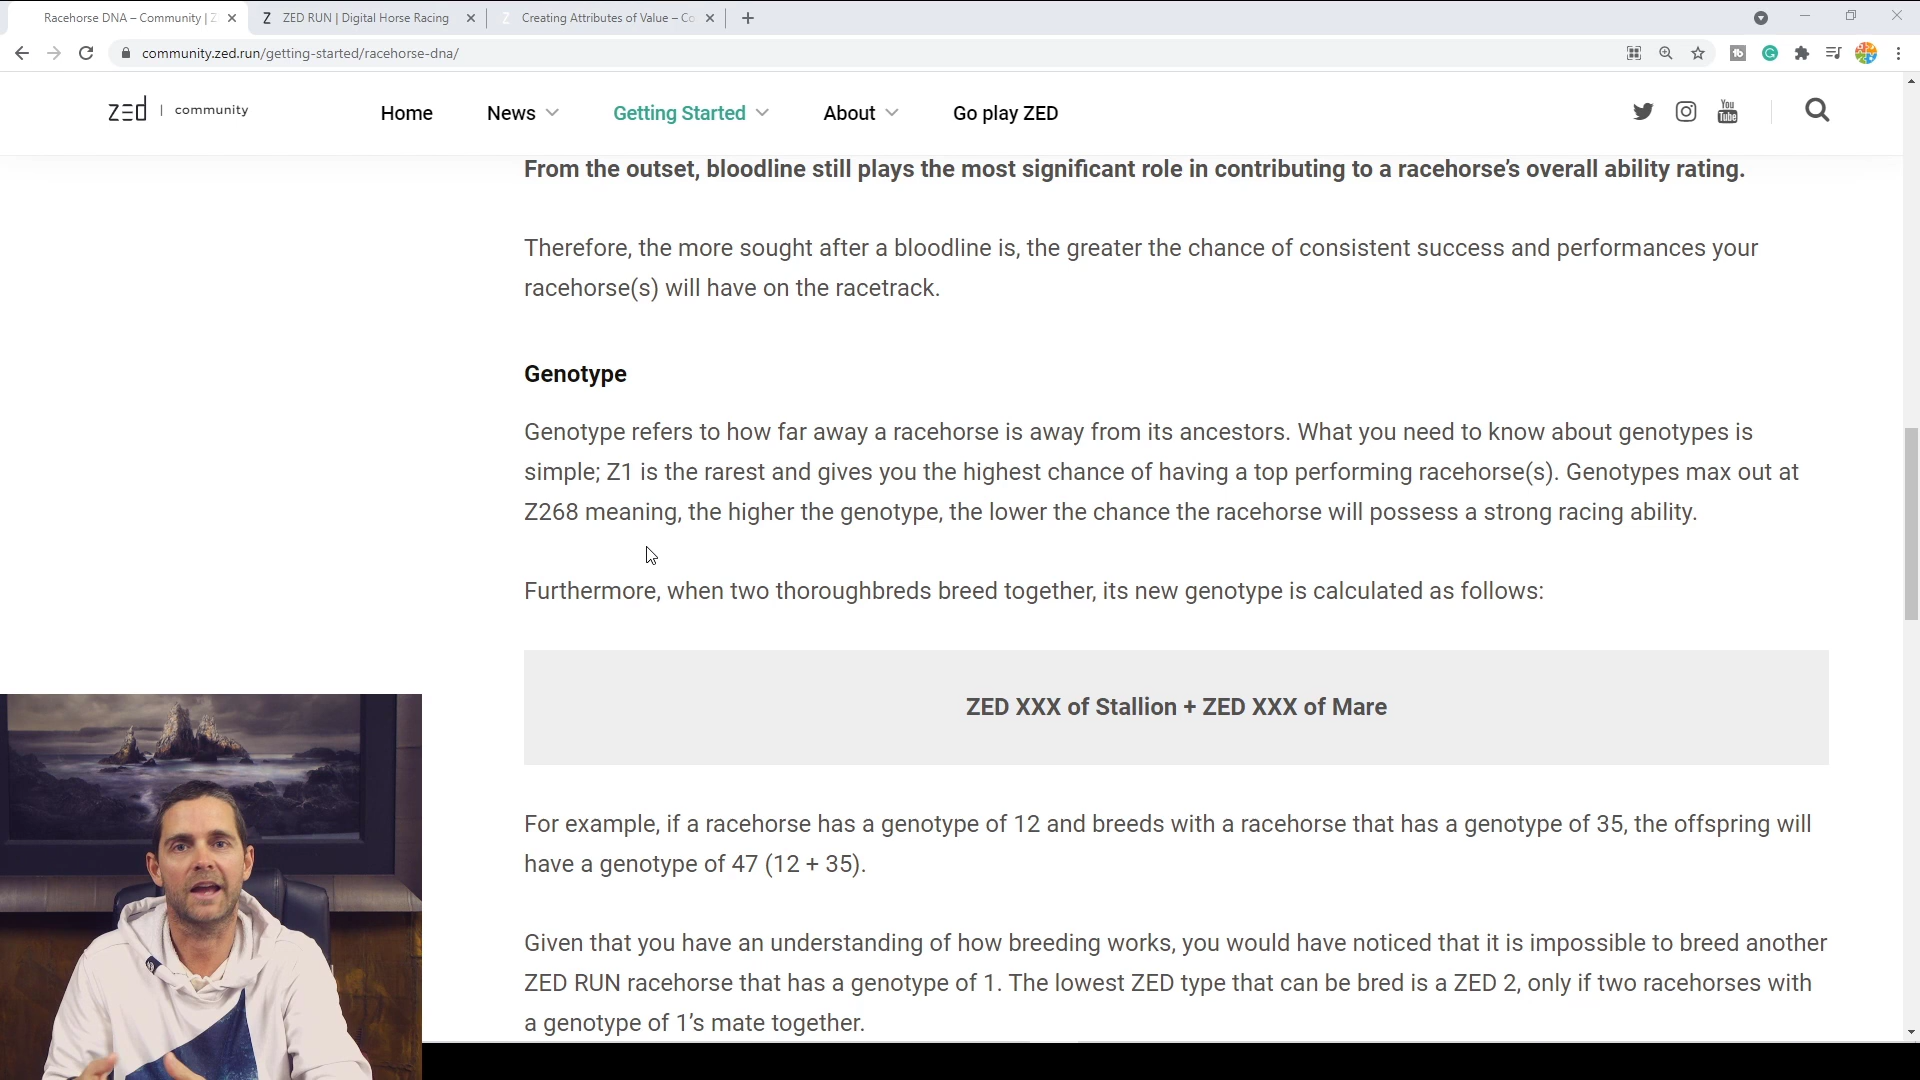 Racehorse DNA – Community | Z
ZED RUN | Digital Horse Racing
Creating Attributes of Value – Co
community.zed.run/getting-started/racehorse-dna/
zed | community
Home
News
Getting Started
About
Go play ZED
You
Tube
From the outset, bloodline still plays the most significant role in contributing to a racehorse’s overall ability rating.
Therefore, the more sought after a bloodline is, the greater the chance of consistent success and performances your
racehorse(s) will have on the racetrack.
Genotype
Genotype refers to how far away a racehorse is away from its ancestors. What you need to know about genotypes is
simple; Z1 is the rarest and gives you the highest chance of having a top performing racehorse(s). Genotypes max out at
Z268 meaning, the higher the genotype, the lower the chance the racehorse will possess a strong racing ability.
Furthermore, when two thoroughbreds breed together, its new genotype is calculated as follows:
ZED XXX of Stallion + ZED XXX of Mare
For example, if a racehorse has a genotype of 12 and breeds with a racehorse that has a genotype of 35, the offspring will
have a genotype of 47 (12 + 35).
Given that you have an understanding of how breeding works, you would have noticed that it is impossible to breed another
ZED RUN racehorse that has a genotype of 1. The lowest ZED type that can be bred is a ZED 2, only if two racehorses with
a genotype of 1’s mate together.